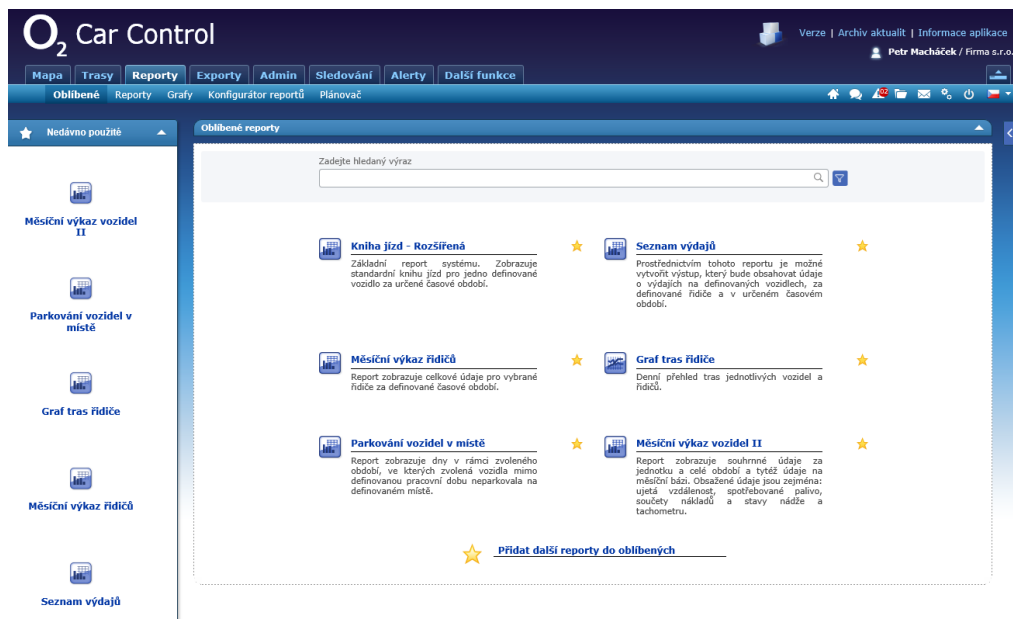 O2 Car Control
Verze | Archiv aktualit | Informace aplikace
Petr Macháček / Firma s.r.o.
Mapa Trasy Reporty Exporty Admin Sledování Alerty Další funkce
Oblíbené Reporty Grafy Konfigurátor reportů Plánovač
02
Nedávno použité
Měsíční výkaz vozidel
II
Parkování vozidel v
místě
Graf tras řidiče
Měsíční výkaz řidičů
Seznam výdajů
Oblíbené reporty
Zadejte hledaný výraz
Kniha jízd - Rozšířená
Základní report systému. Zobrazuje
standardní knihu jízd pro jedno definované
vozidlo za určené časové období.
Seznam výdajů
Prostřednictvím tohoto reportu je možné
vytvořit výstup, který bude obsahovat údaje
o výdajích na definovaných vozidlech, za
definované řidiče a v určeném časovém
období.
Měsíční výkaz řidičů
Report zobrazuje celkové údaje pro vybrané
řidiče za definované časové období.
Graf tras řidiče
Denní přehled tras jednotlivých vozidel a
řidičů.
Parkování vozidel v místě
Report zobrazuje dny v rámci zvoleného
období, ve kterých zvolená vozidla mimo
definovanou pracovní dobu neparkovala na
definovaném místě.
Měsíční výkaz vozidel II
Report zobrazuje souhrnné údaje za
jednotku a celé období a tytéž údaje na
měsíční bázi. Obsažené údaje jsou zejména:
ujetá vzdálenost, spotřebované palivo,
součety nákladů a stavy nádže a
tachometru.
Přidat další reporty do oblíbených